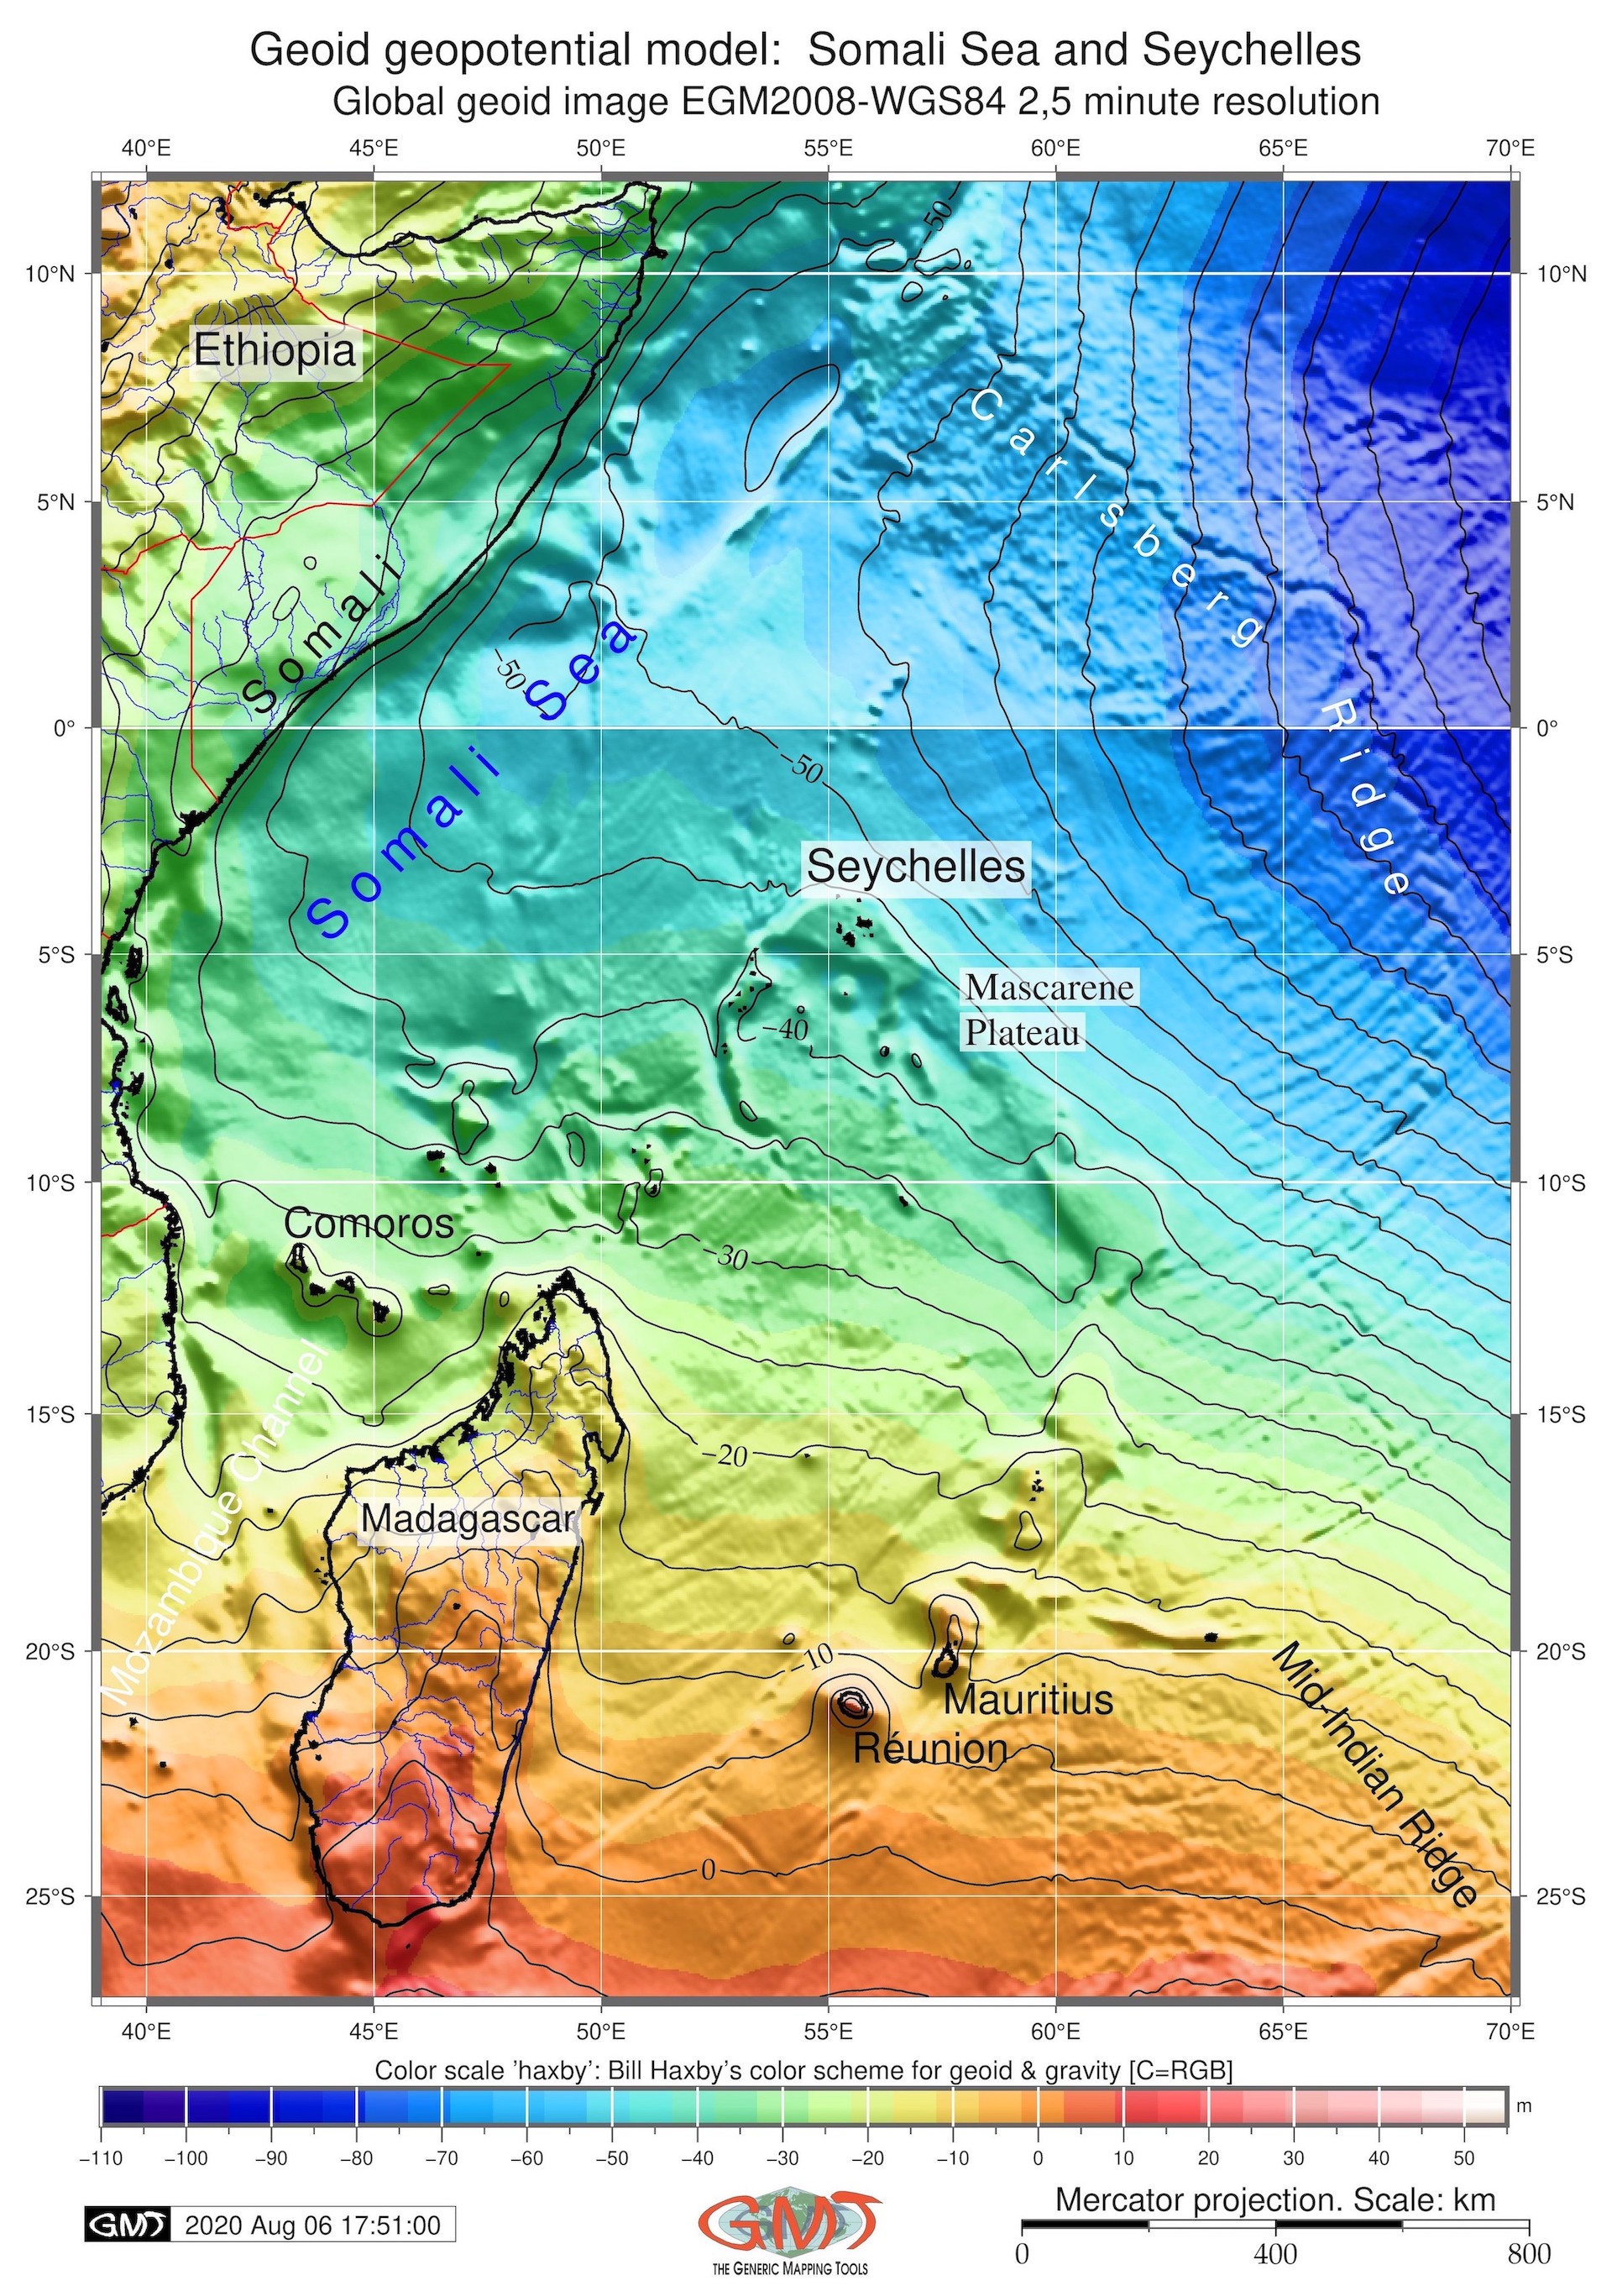 Geoid geopotential model:  Somali Sea and Seychelles
Global geoid image EGM2008-WGS84 2,5 minute resolution
40°E 45°E 50°E 55°E 60°E 65°E 70°E
-50
10°N 10°N
Ethiopia
Carlsberg
5°N 5°N
Somali
-50
Somali Sea
Ridge
0° 0°
-50
Seychelles
5°S 5°S
Mascarene
Plateau
-40
10°S 10°S
Comoros
-30
Mozambique Channel
15°S 15°S
-20
Madagascar
20°S 20°S
-10
Mid-Indian Ridge
Mauritius
Réunion
0
25°S 25°S
40°E 45°E 50°E 55°E 60°E 65°E 70°E
Color scale 'haxby': Bill Haxby's color scheme for geoid & gravity [C=RGB]
m
−110 −100 −90 −80 −70 −60 −50 −40 −30 −20 −10 0 10 20 30 40 50
GMT 2020 Aug 06 17:51:00
GMT
THE GENERIC MAPPING TOOLS
Mercator projection. Scale: km
0 400 800